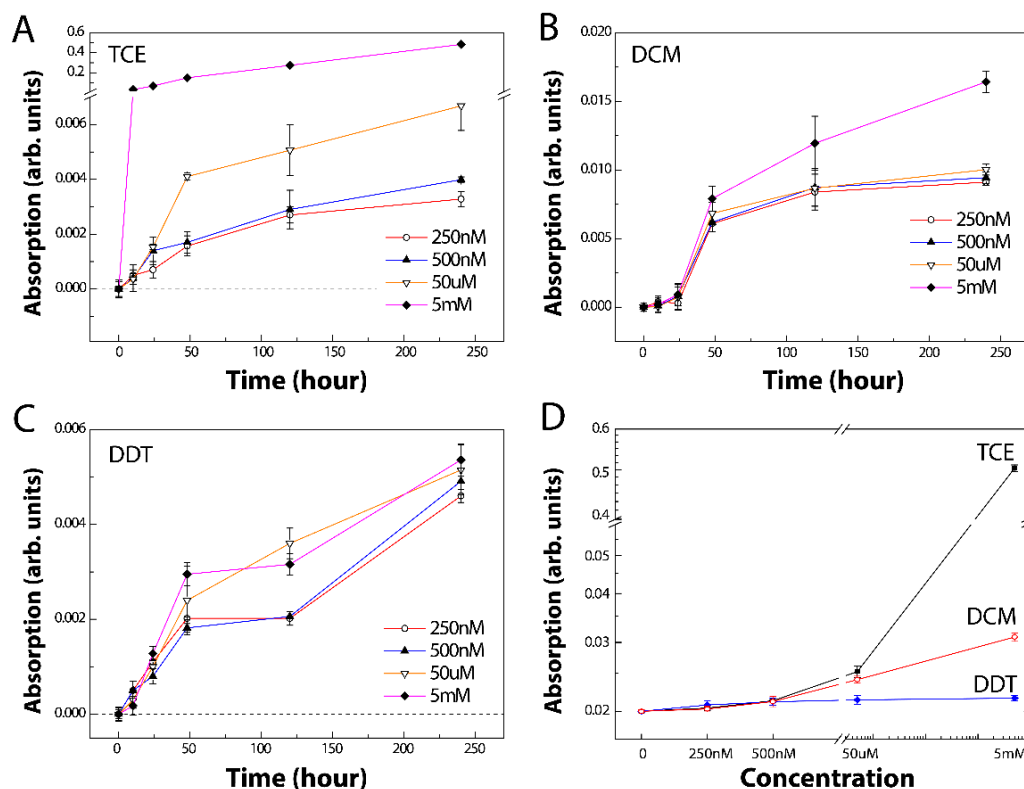 A
TCE
Absorption (arb. units)
0.6
0.4
0.2
0.006
0.004
0.002
0.000
250nM
500nM
50uM
5mM
0 50 100 150 200 250
Time (hour)
B
DCM
Absorption (arb. units)
0.020
0.015
0.010
0.005
0.000
250nM
500nM
50uM
5mM
0 50 100 150 200 250
Time (hour)
C
DDT
Absorption (arb. units)
0.006
0.004
0.002
0.000
250nM
500nM
50uM
5mM
0 50 100 150 200 250
Time (hour)
D
TCE
DCM
DDT
Absorption (arb. units)
0.6
0.5
0.4
0.05
0.04
0.03
0.02
0 250nM 500nM 50uM 5mM
Concentration